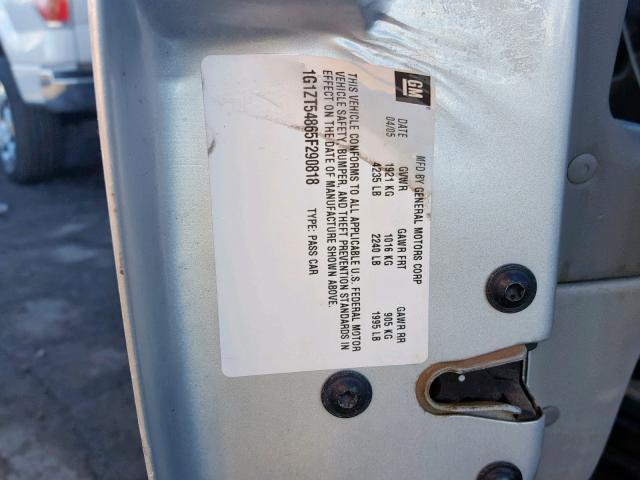 GM
MFD BY GENERAL MOTORS CORP
DATE GVWR GAWR FRT GAWR RR
04/05 1921 KG 1016 KG 905 KG
4235 LB 2240 LB 1995 LB
THIS VEHICLE CONFORMS TO ALL APPLICABLE U.S. FEDERAL MOTOR
VEHICLE SAFETY, BUMPER, AND THEFT PREVENTION STANDARDS IN
EFFECT ON THE DATE OF MANUFACTURE SHOWN ABOVE.
1G1ZT54865F290818 TYPE: PASS CAR